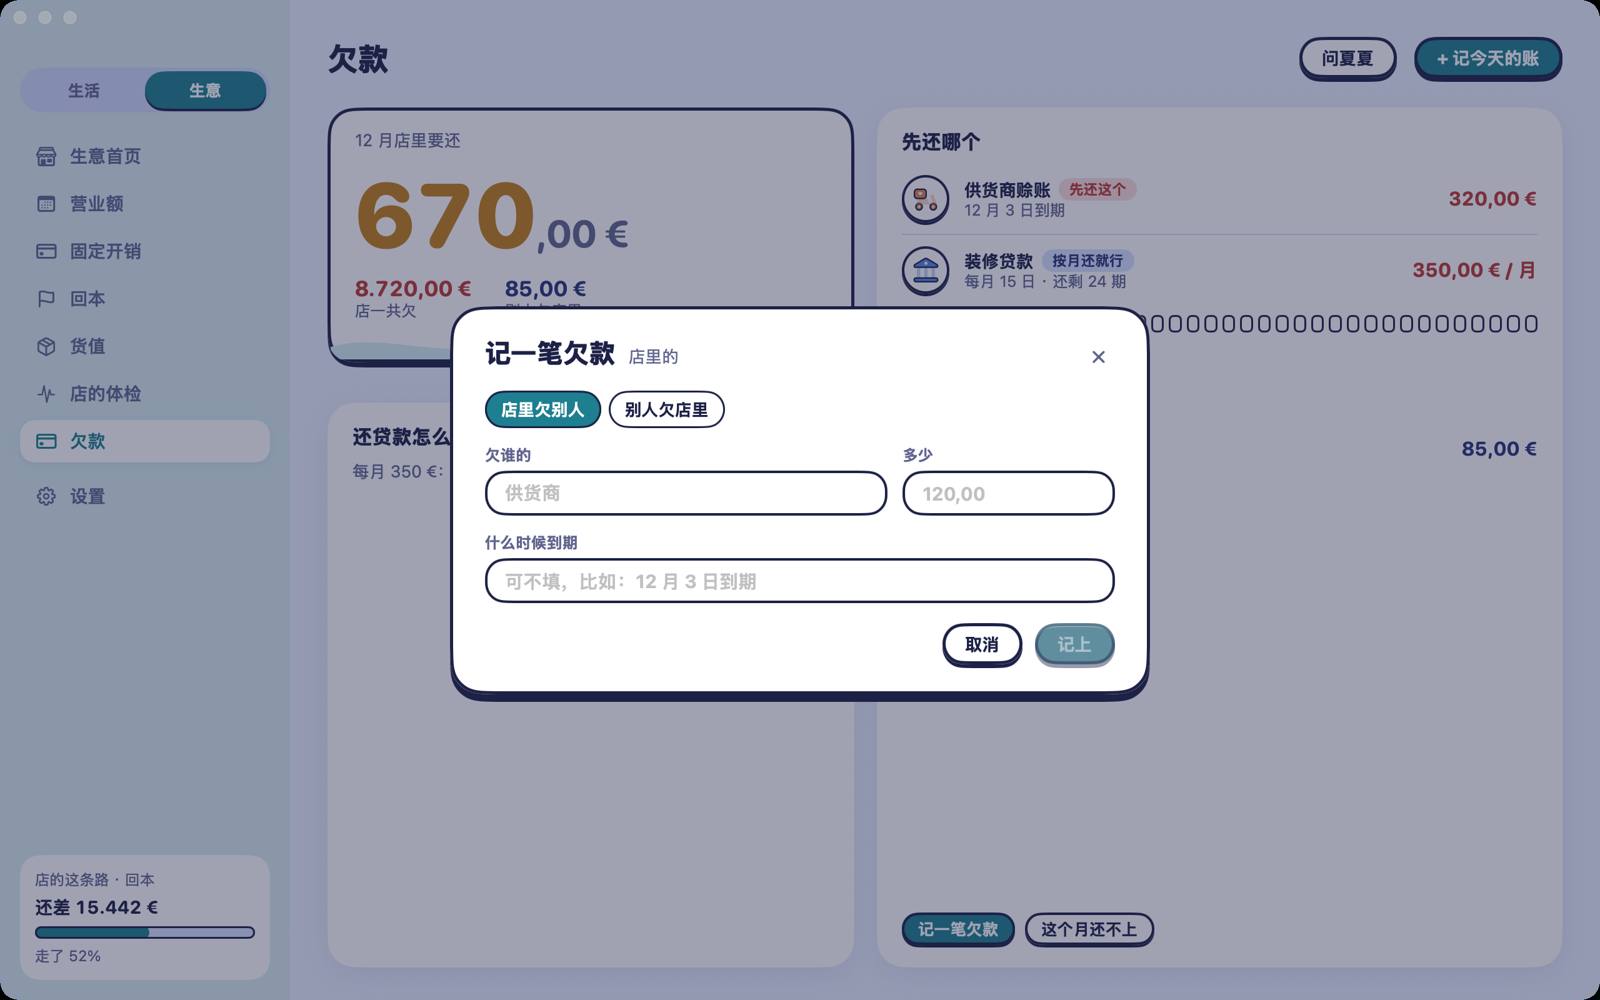 生活
生意
生意首页
营业额
固定开销
回本
货值
店的体检
欠款
设置
店的这条路 · 回本
还差 15.442 €
走了 52%
欠款
问夏夏
+ 记今天的账
12 月店里要还
670,00 €
8.720,00 €
85,00 €
店一共欠
还贷款怎么
每月 350 €:
先还哪个
供货商赊账
先还这个
12 月 3 日到期
320,00 €
装修贷款
按月还就行
每月 15 日 · 还剩 24 期
350,00 € / 月
85,00 €
记一笔欠款
这个月还不上
记一笔欠款
店里的
×
店里欠别人
别人欠店里
欠谁的
多少
供货商
120,00
什么时候到期
可不填，比如：12 月 3 日到期
取消
记上